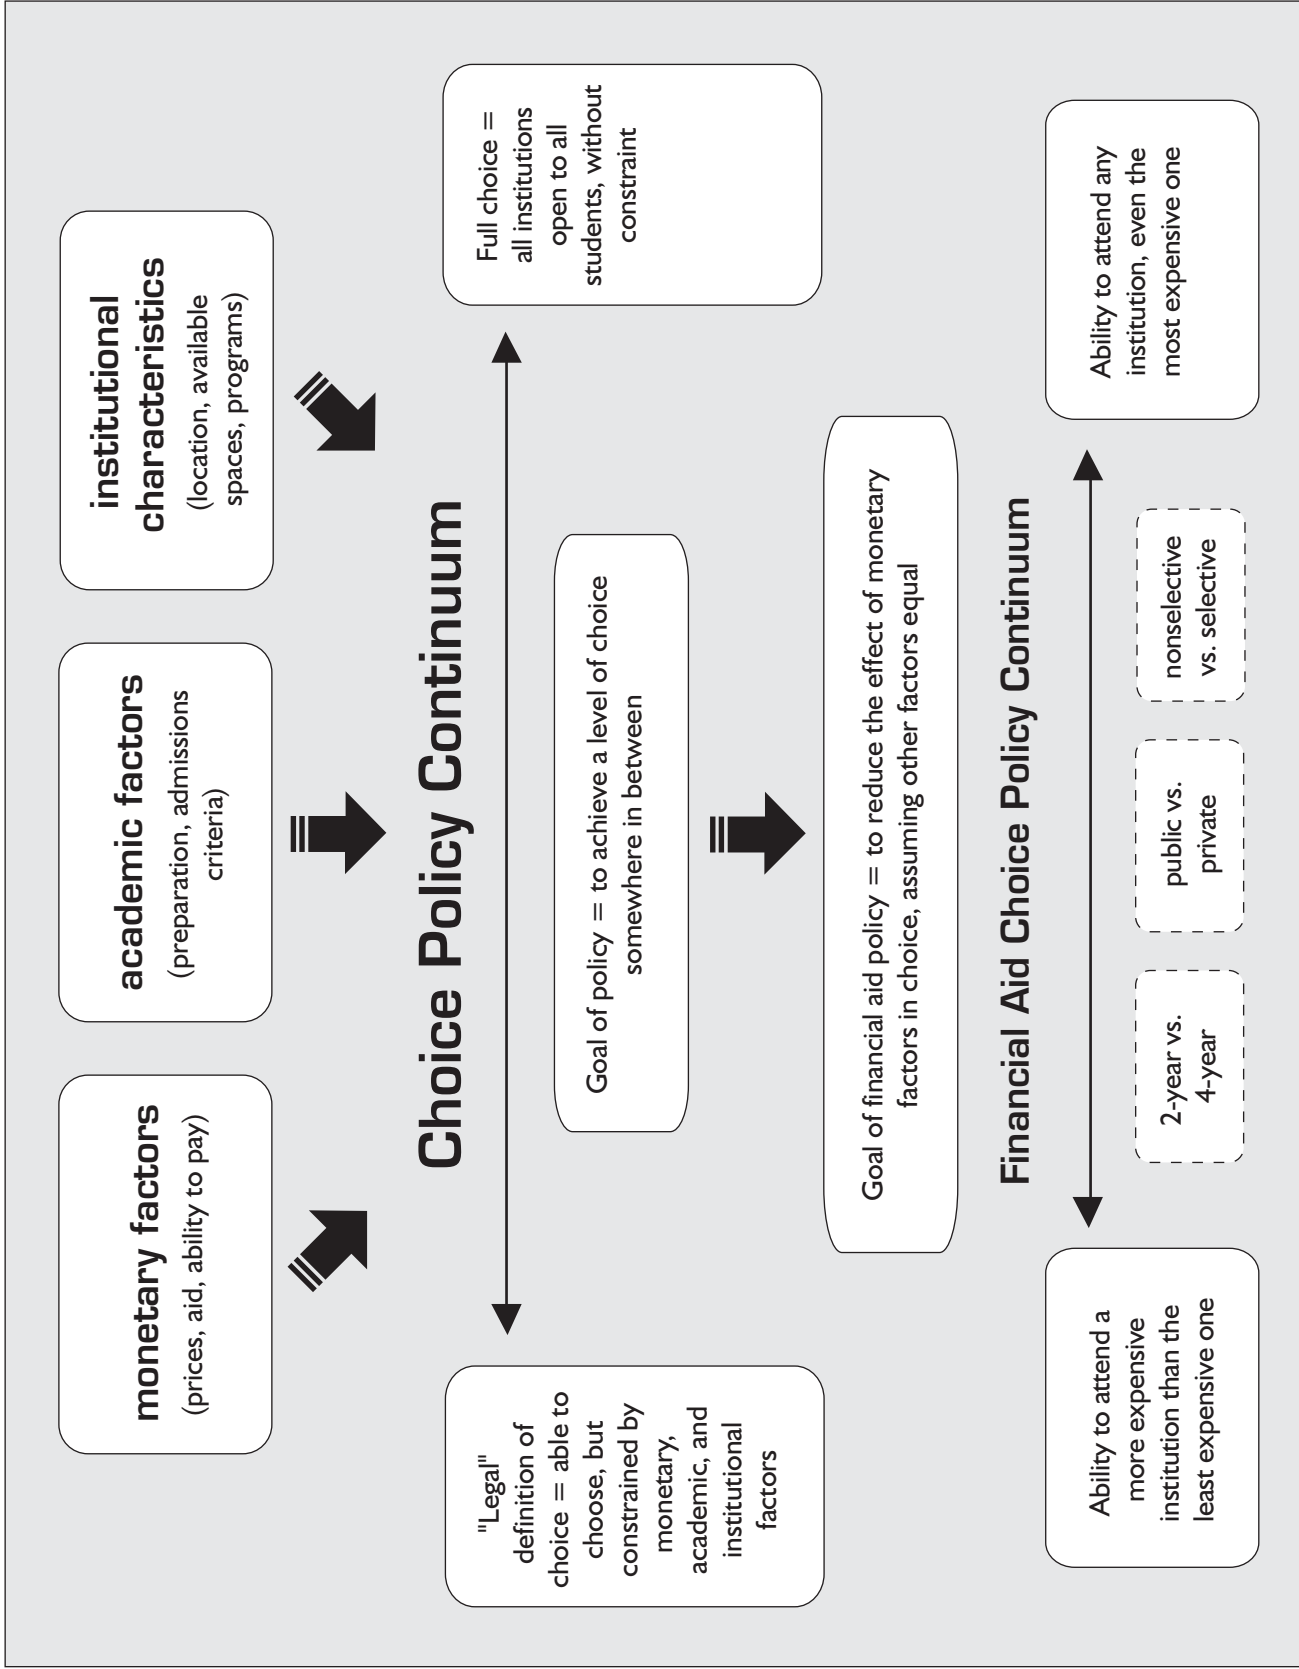 monetary factors
(prices, aid, ability to pay)
academic factors
(preparation, admissions
criteria)
institutional
characteristics
(location, available
spaces, programs)
Choice Policy Continuum
"Legal"
definition of
choice = able to
choose, but
constrained by
monetary,
academic, and
institutional
factors
Goal of policy = to achieve a level of choice
somewhere in between
Full choice =
all institutions
open to all
students, without
constraint
Goal of financial aid policy = to reduce the effect of monetary
factors in choice, assuming other factors equal
Financial Aid Choice Policy Continuum
Ability to attend a
more expensive
institution than the
least expensive one
2-year vs.
4-year
public vs.
private
nonselective
vs. selective
Ability to attend any
institution, even the
most expensive one